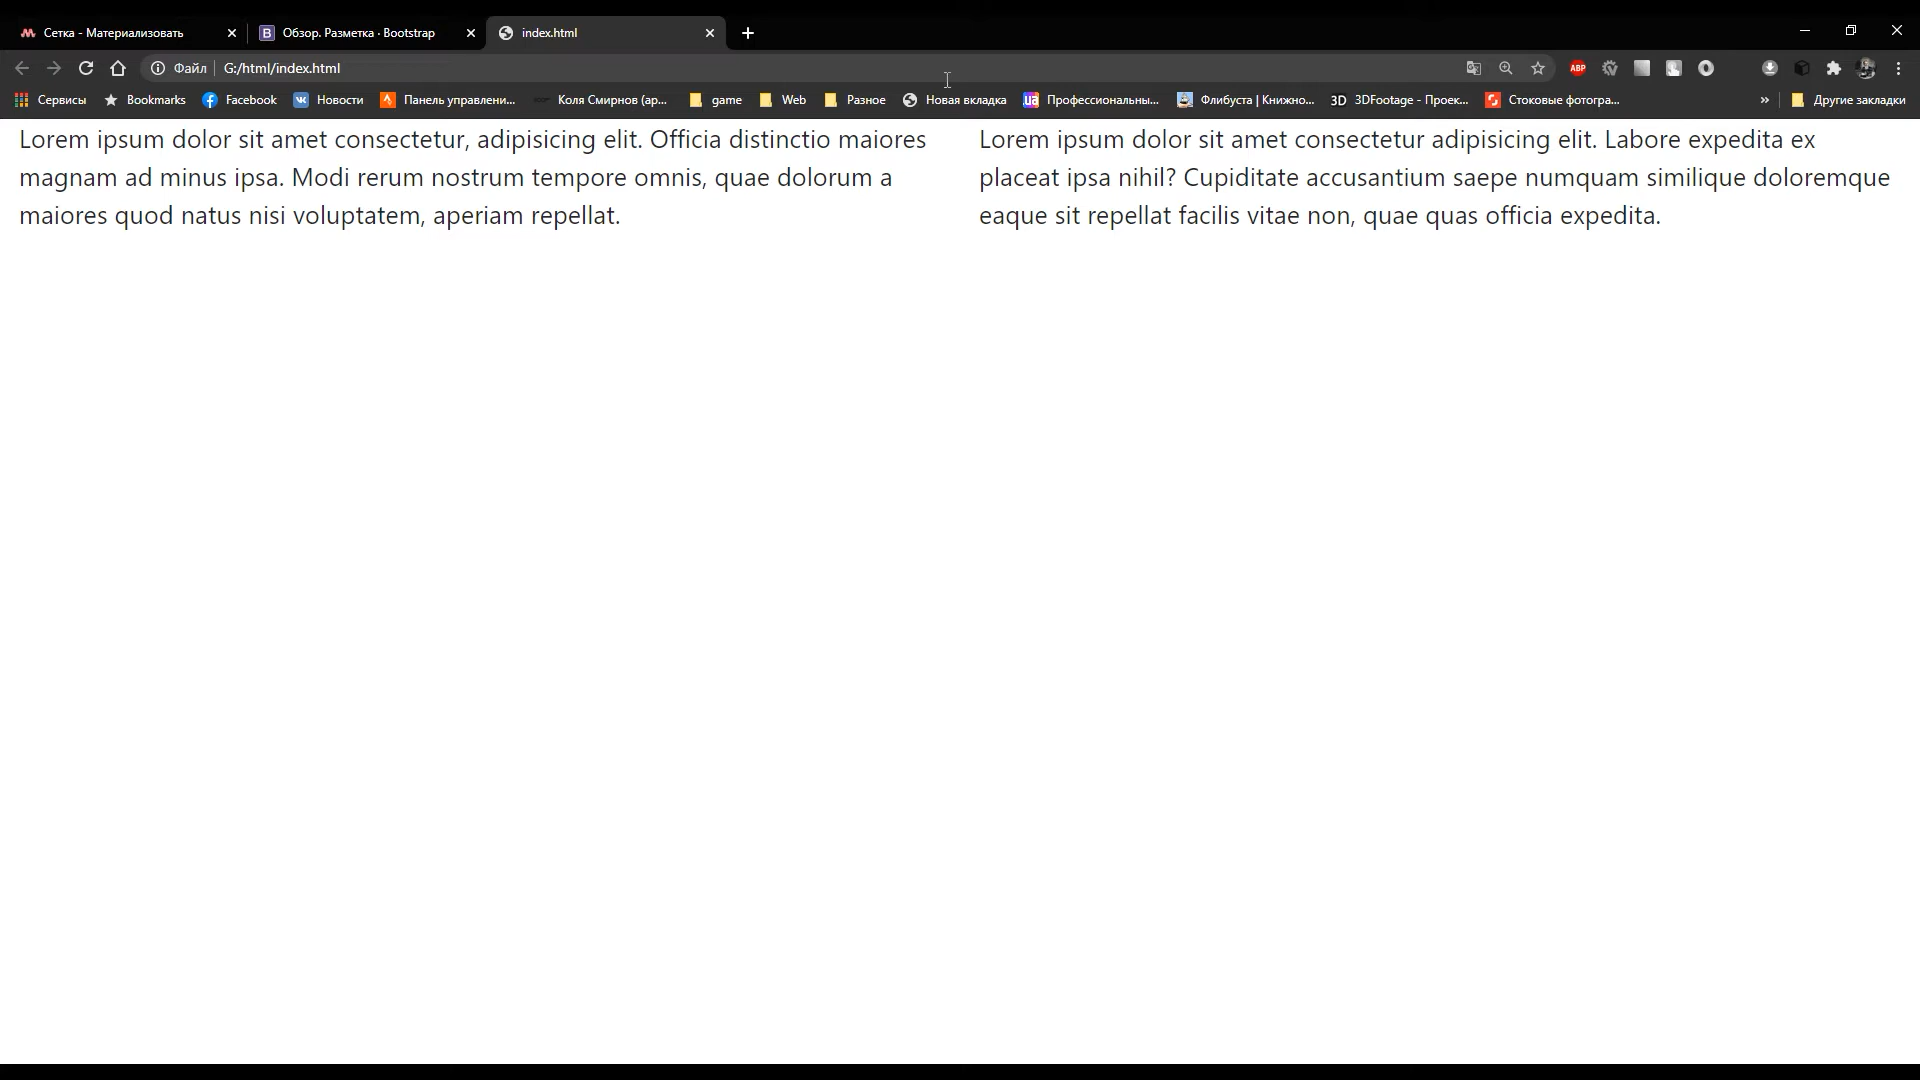 Сетка - Материализовать
Обзор. Разметка · Bootstrap
index.html
Файл G:/html/index.html
ABP
Сервисы Bookmarks Facebook Новости Панель управлени... Коля Смирнов (ар... game Web Разное Новая вкладка Профессиональны... Флибуста | Книжно... 3DFootage - Проек... Стоковые фотогра... » Другие закладки
Lorem ipsum dolor sit amet consectetur, adipisicing elit. Officia distinctio maiores
magnam ad minus ipsa. Modi rerum nostrum tempore omnis, quae dolorum a
maiores quod natus nisi voluptatem, aperiam repellat.
Lorem ipsum dolor sit amet consectetur adipisicing elit. Labore expedita ex
placeat ipsa nihil? Cupiditate accusantium saepe numquam similique doloremque
eaque sit repellat facilis vitae non, quae quas officia expedita.